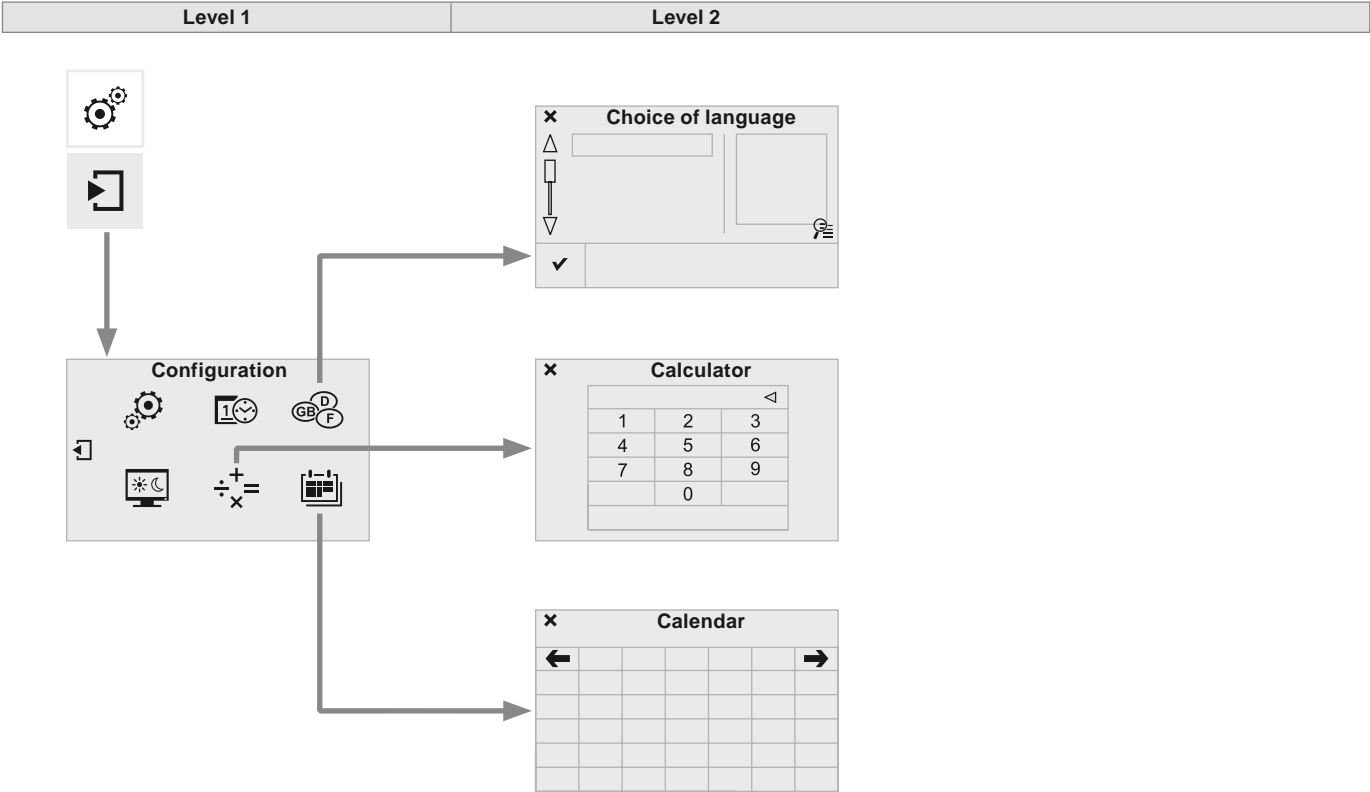 Level 1 Level 2
Choice of language
Configuration
1
GB D F
÷ + × =
Calculator
1 2 3
4 5 6
7 8 9
0
Calendar